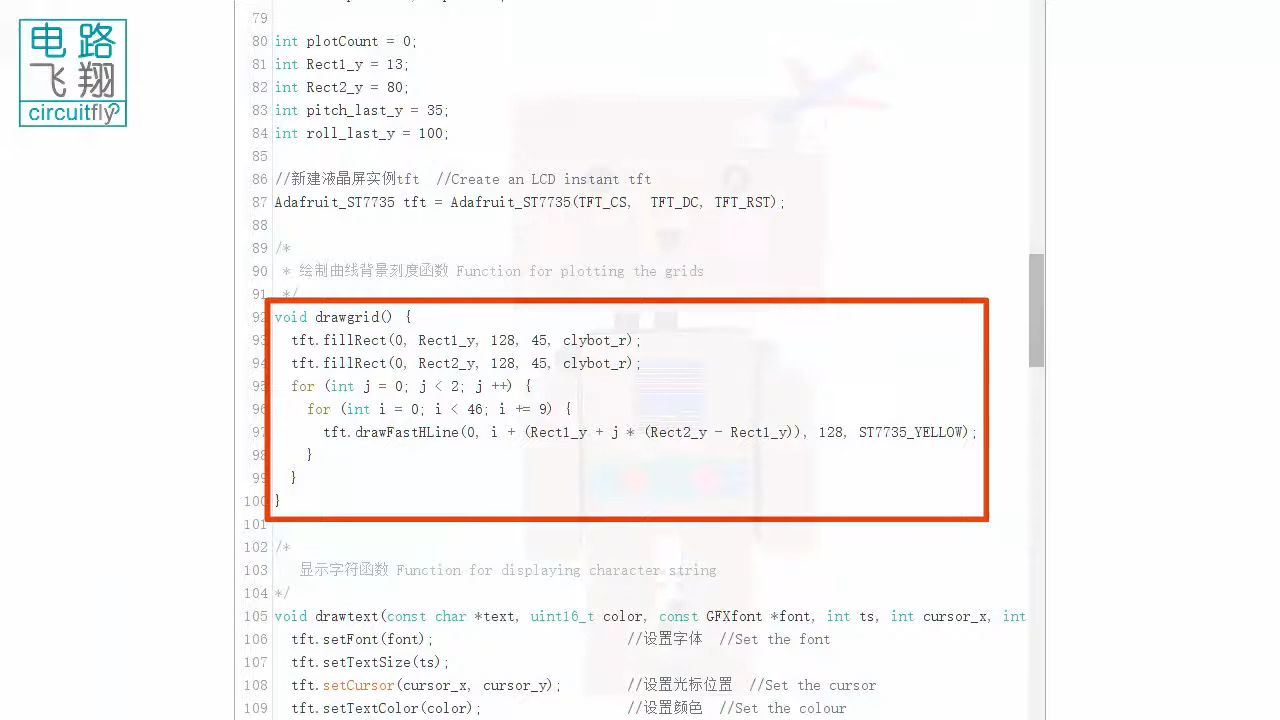 电路
飞翔
circuitfly
79
80 int plotCount = 0;
81 int Rect1_y = 13;
82 int Rect2_y = 80;
83 int pitch_last_y = 35;
84 int roll_last_y = 100;
85
86 //新建液晶屏实例tft  //Create an LCD instant tft
87 Adafruit_ST7735 tft = Adafruit_ST7735(TFT_CS,  TFT_DC, TFT_RST);
88
89 /*
90  * 绘制曲线背景刻度函数 Function for plotting the grids
91  */
92 void drawgrid() {
93   tft.fillRect(0, Rect1_y, 128, 45, clybot_r);
94   tft.fillRect(0, Rect2_y, 128, 45, clybot_r);
95   for (int j = 0; j < 2; j ++) {
96     for (int i = 0; i < 46; i += 9) {
97       tft.drawFastHLine(0, i + (Rect1_y + j * (Rect2_y - Rect1_y)), 128, ST7735_YELLOW);
98     }
99   }
100 }
101
102 /*
103    显示字符函数 Function for displaying character string
104 */
105 void drawtext(const char *text, uint16_t color, const GFXfont *font, int ts, int cursor_x, int
106   tft.setFont(font);                        //设置字体  //Set the font
107   tft.setTextSize(ts);
108   tft.setCursor(cursor_x, cursor_y);        //设置光标位置  //Set the cursor
109   tft.setTextColor(color);                  //设置颜色  //Set the colour